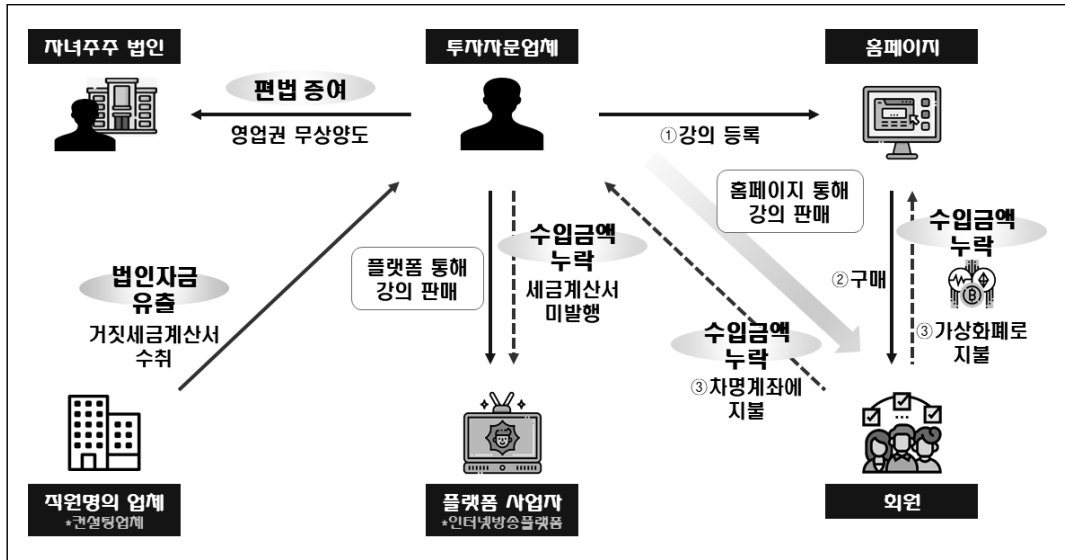 자녀주주 법인
투자자문업체
홈페이지
편법 증여
영업권 무상양도
①강의 등록
홈페이지 통해
강의 판매
수입금액
누락
세금계산서
미발행
플랫폼 통해
강의 판매
법인자금
유출
거짓세금계산서
수취
수입금액
누락
③차명계좌에
지불
②구매
수입금액
누락
③가상화폐로
지불
직원명의 업체
*컨설팅업체
플랫폼 사업자
*인터넷방송플랫폼
회원